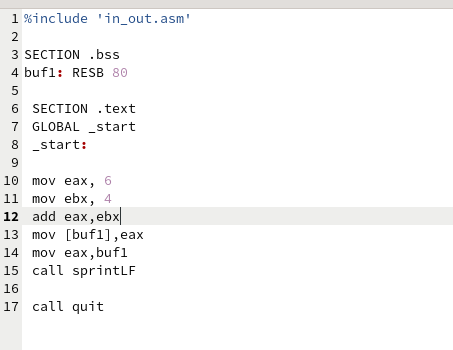 1 %include 'in_out.asm'
2
3 SECTION .bss
4 buf1: RESB 80
5
6 SECTION .text
7 GLOBAL _start
8 _start:
9
10 mov eax, 6
11 mov ebx, 4
12 add eax,ebx
13 mov [buf1],eax
14 mov eax,buf1
15 call sprintLF
16
17 call quit